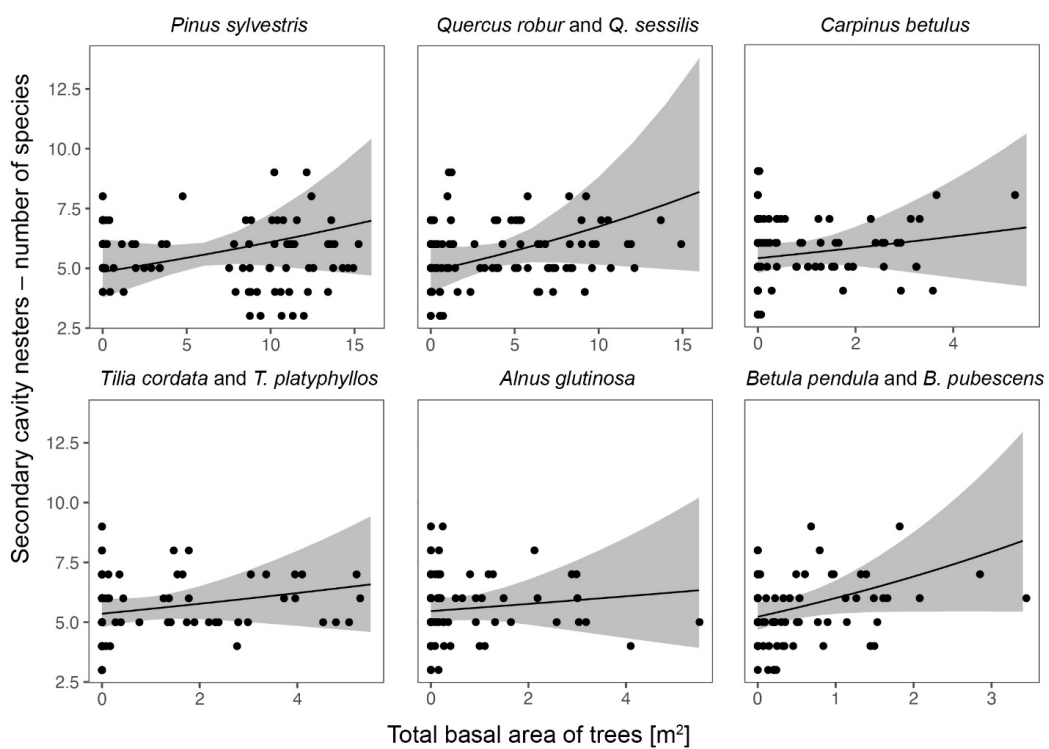 Pinus sylvestris
Quercus robur and Q. sessilis
Carpinus betulus
Secondary cavity nesters – number of species
12.5
10.0
7.5
5.0
2.5
0 5 10 15
0 5 10 15
0 2 4
Tilia cordata and T. platyphyllos
Alnus glutinosa
Betula pendula and B. pubescens
12.5
10.0
7.5
5.0
2.5
0 2 4
0 2 4
0 1 2 3
Total basal area of trees [m²]